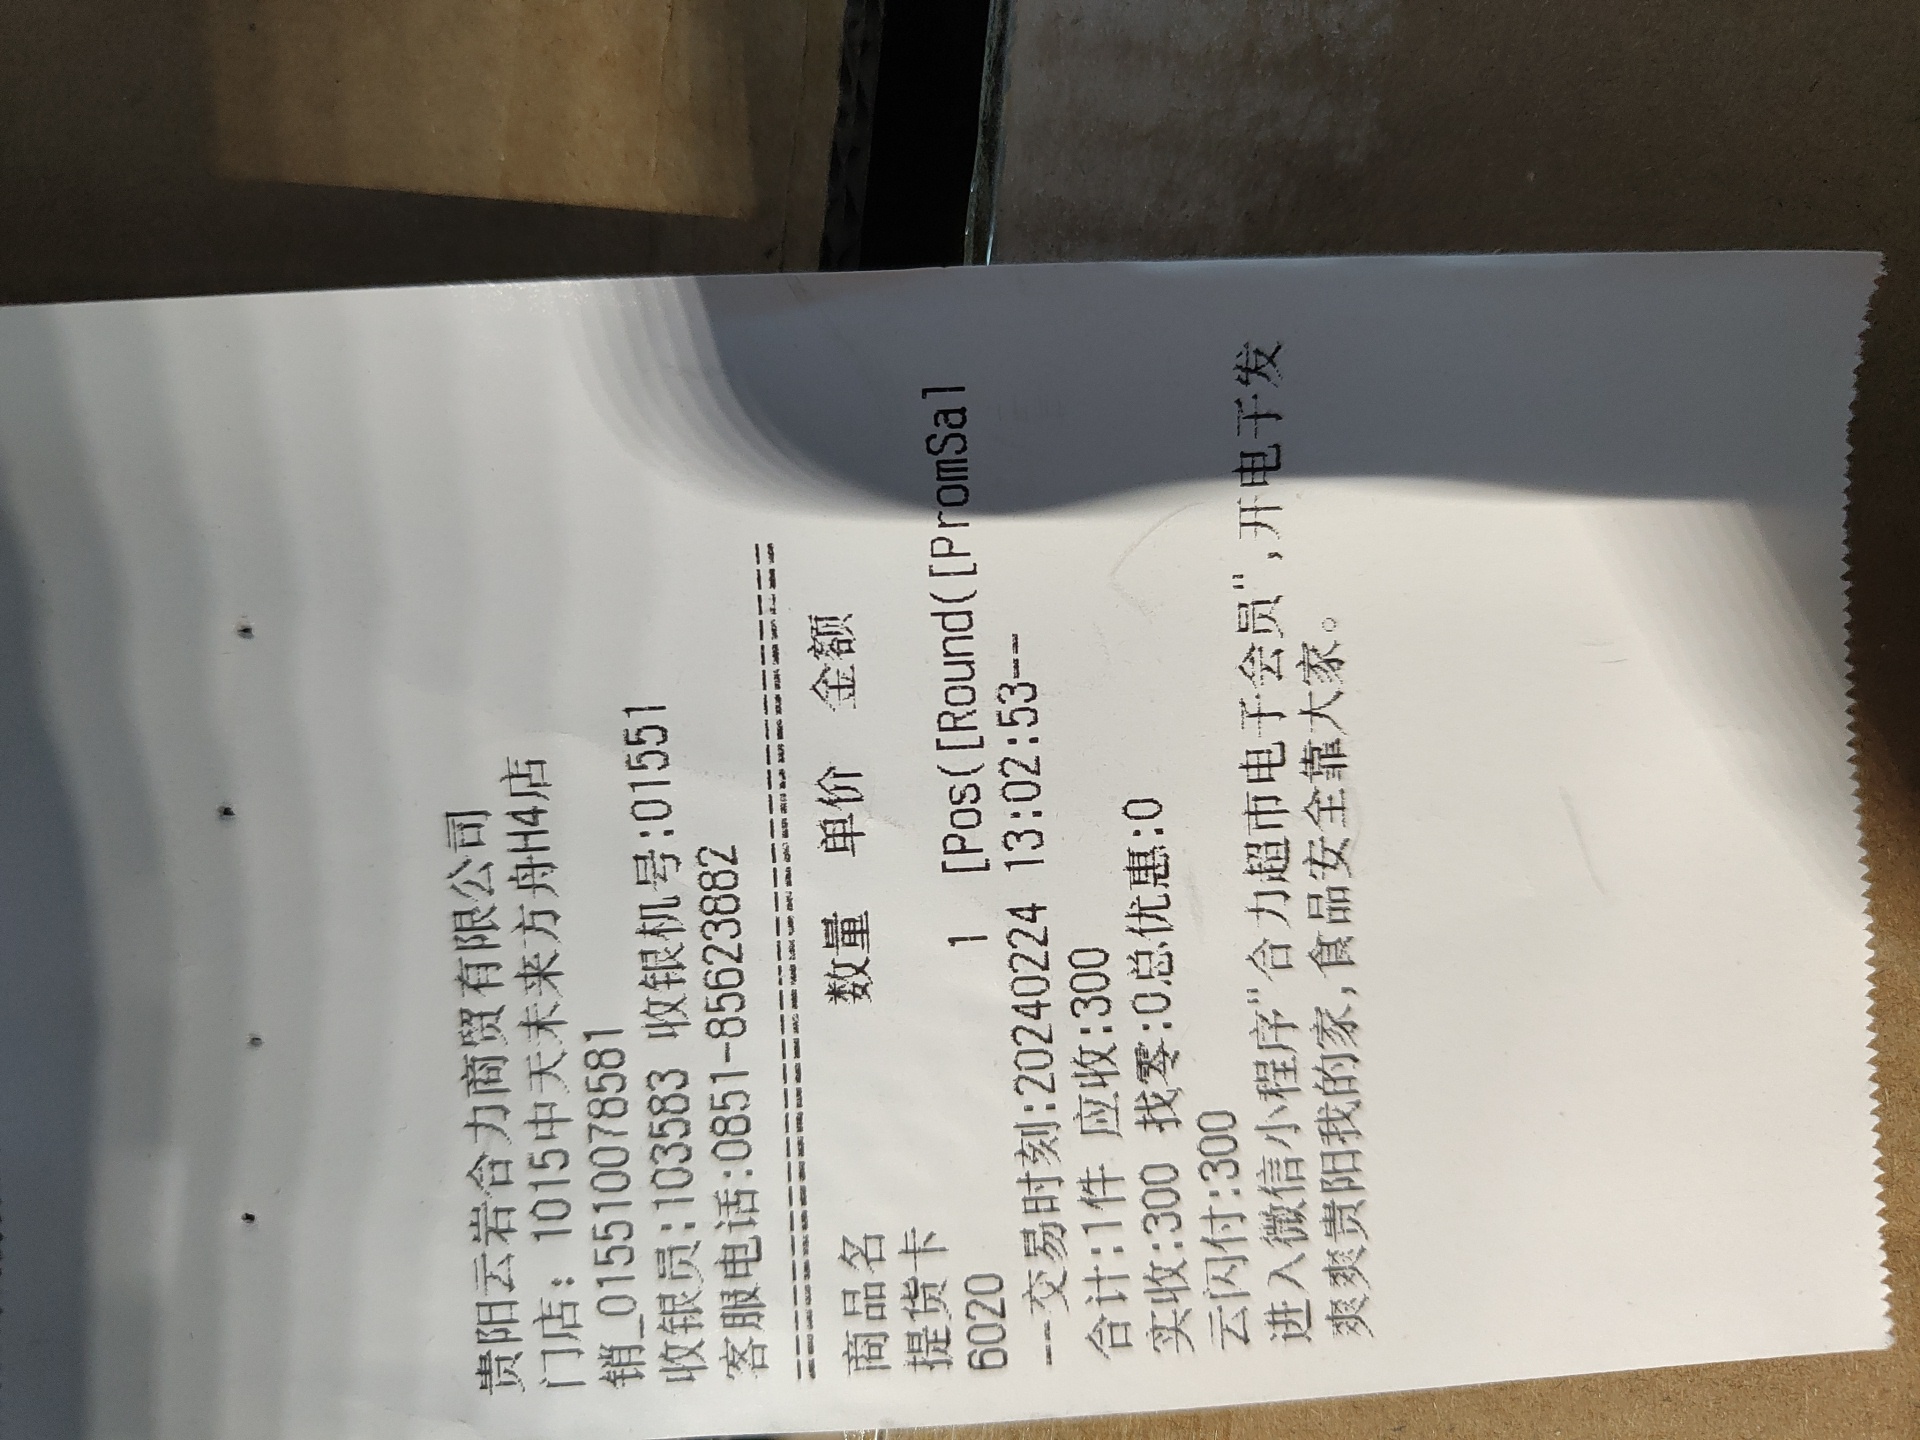 贵阳云岩合力商贸有限公司
门店: 1015中天未来方舟H4店
销_015510078581
收银员:103583 收银机号:01551
客服电话:0851-85623882
商品名 数量 单价 金额
提货卡
6020 1 [Pos([Round([PromSal
--交易时刻:20240224 13:02:53--
合计:1件 应收:300
实收:300 找零:0总优惠:0
云闪付:300
进入微信小程序"合力超市电子会员",开电子发
爽爽贵阳我的家,食品安全靠大家。